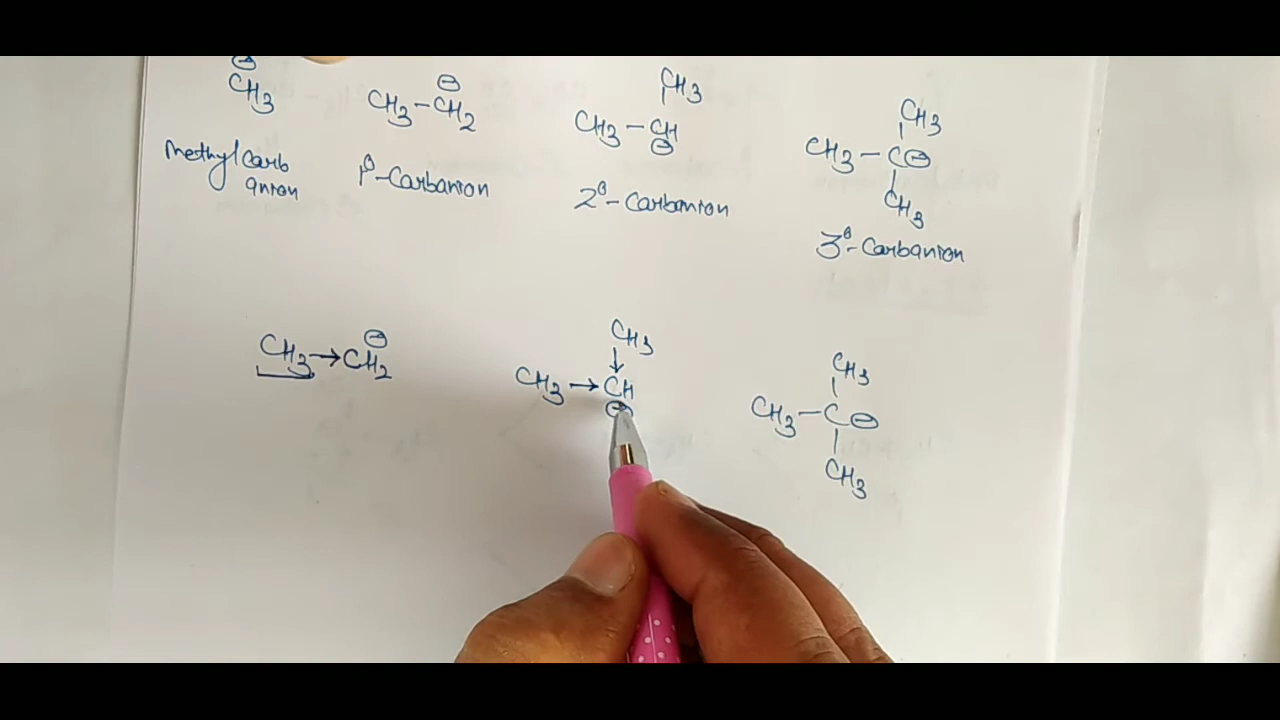 ⊖
CH3
Methyl carb
anion
⊖
CH3-CH2
1°-Carbanion
CH3
CH3-CH
⊖
2°-Carbanion
CH3
CH3-C⊖
CH3
3°-Carbanion
⊖
CH3→CH2
CH3
↓
CH3→CH
⊖
CH3
CH3-C⊖
CH3